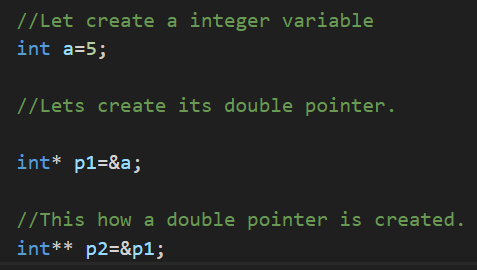 //Let create a integer variable
int a=5;
//Lets create its double pointer.
int* p1=&a;
//This how a double pointer is created.
int** p2=&p1;